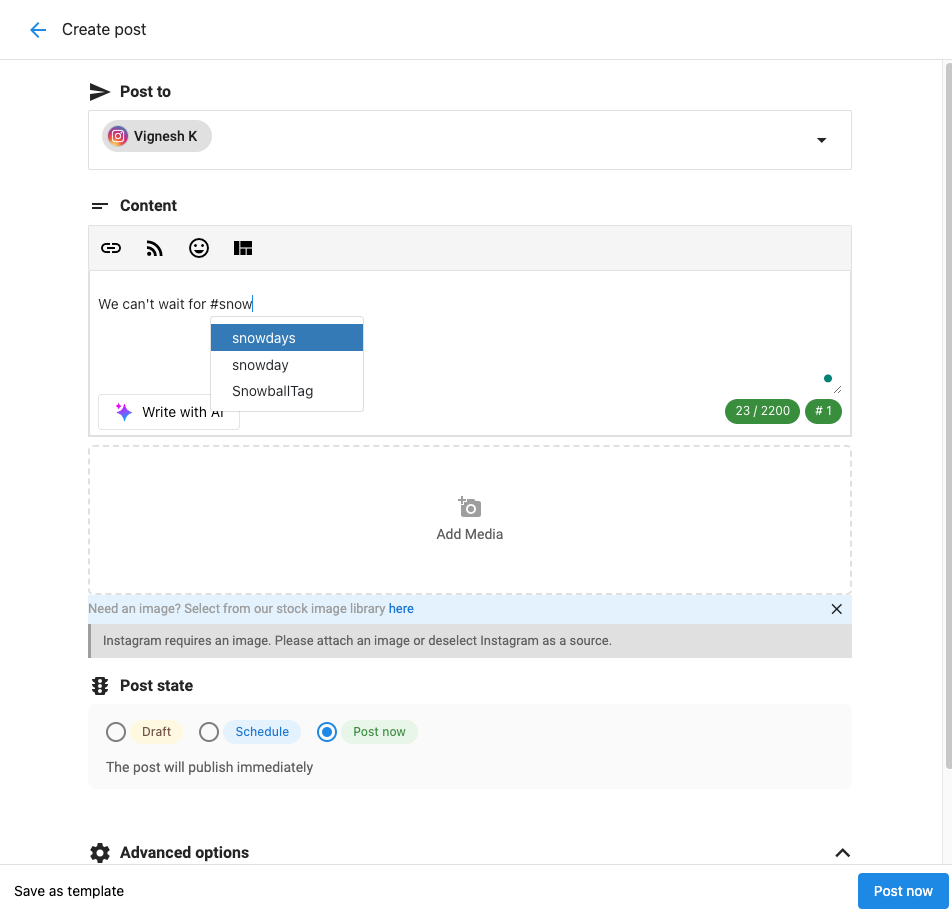 Create post
Post to
Vignesh K
Content
We can't wait for #snow
snowdays
snowday
SnowballTag
Write with AI
23 / 2200
# 1
Add Media
Need an image? Select from our stock image library here
Instagram requires an image. Please attach an image or deselect Instagram as a source.
Post state
Draft
Schedule
Post now
The post will publish immediately
Advanced options
Save as template
Post now